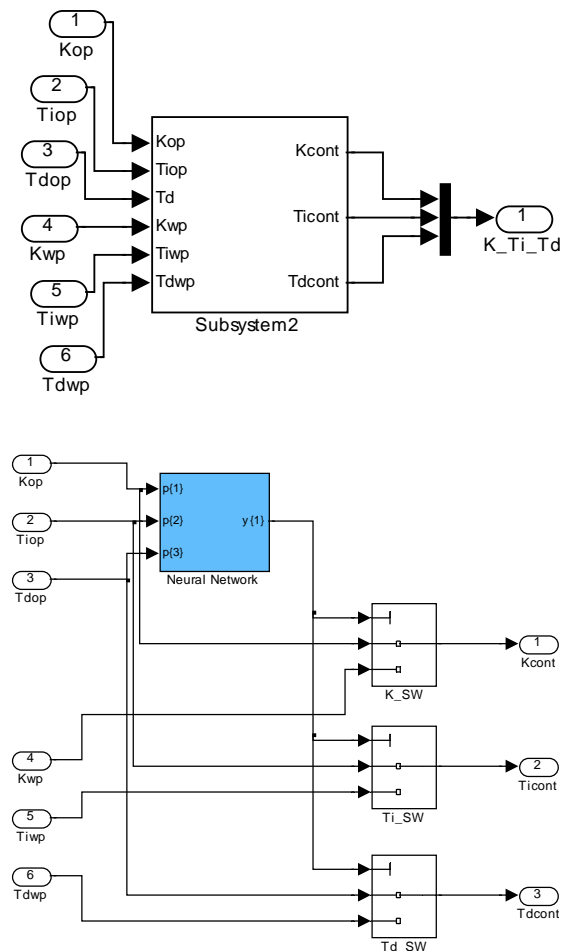 1
Kop
2
Tiop
3
Tdop
4
Kwp
5
Tiwp
6
Tdwp
Kop
Tiop
Td
Kwp
Tiwp
Tdwp
Kcont
Ticont
Tdcont
Subsystem2
1
K_Ti_Td
1
Kop
2
Tiop
3
Tdop
p{1}
p{2}
p{3}
y{1}
Neural Network
K_SW
1
Kcont
4
Kwp
Ti_SW
2
Ticont
5
Tiwp
6
Tdwp
Td_SW
3
Tdcont